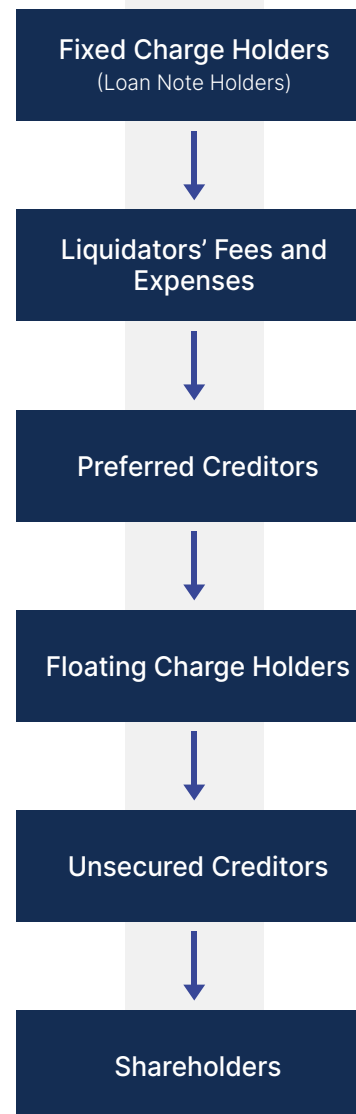 Fixed Charge Holders
(Loan Note Holders)
Liquidators’ Fees and
Expenses
Preferred Creditors
Floating Charge Holders
Unsecured Creditors
Shareholders